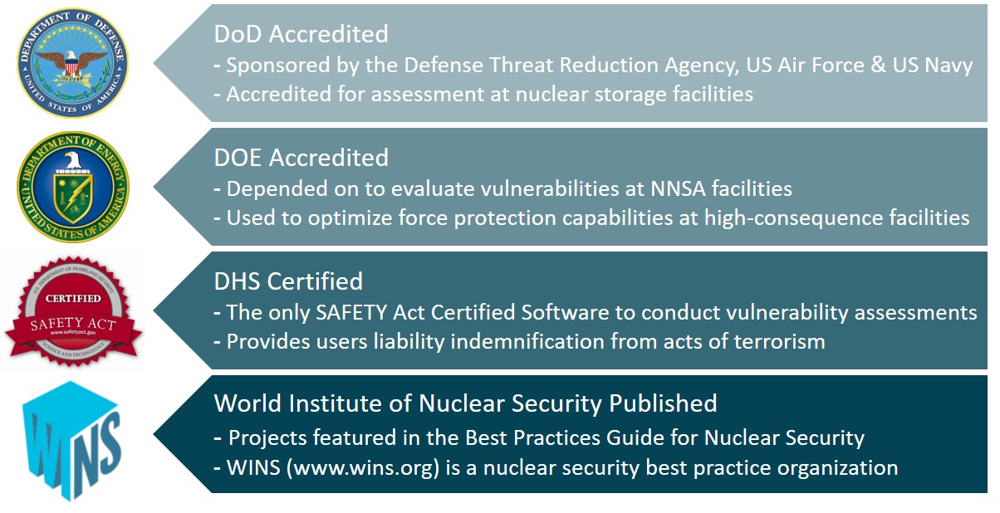 DEPARTMENT OF DEFENSE
UNITED STATES OF AMERICA
DoD Accredited
- Sponsored by the Defense Threat Reduction Agency, US Air Force & US Navy
- Accredited for assessment at nuclear storage facilities
DEPARTMENT OF ENERGY
UNITED STATES OF AMERICA
DOE Accredited
- Depended on to evaluate vulnerabilities at NNSA facilities
- Used to optimize force protection capabilities at high-consequence facilities
U.S. DEPARTMENT OF HOMELAND SECURITY
CERTIFIED
SAFETY ACT
www.safetyact.gov
SCIENCE AND TECHNOLOGY
DHS Certified
- The only SAFETY Act Certified Software to conduct vulnerability assessments
- Provides users liability indemnification from acts of terrorism
WINS
World Institute of Nuclear Security Published
- Projects featured in the Best Practices Guide for Nuclear Security
- WINS (www.wins.org) is a nuclear security best practice organization